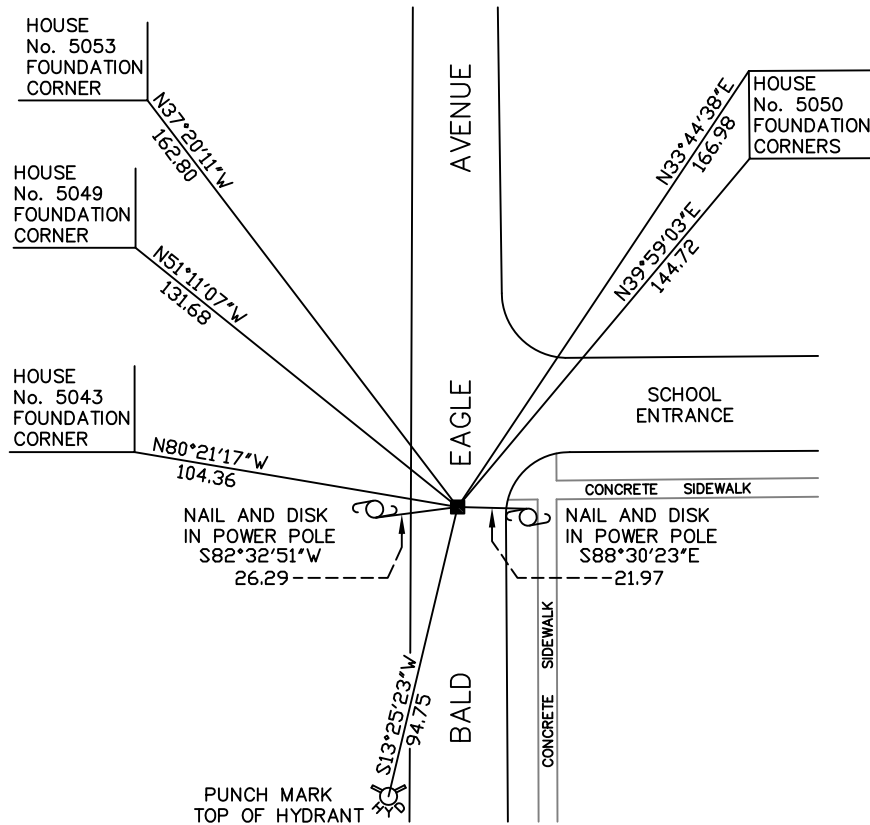 HOUSE
No. 5053
FOUNDATION
CORNER
N37°20'11"W
162.80
AVENUE
N33°44'38"E
166.98
HOUSE
No. 5050
FOUNDATION
CORNERS
HOUSE
No. 5049
FOUNDATION
CORNER
N51°11'07"W
131.68
N39°59'03"E
144.72
HOUSE
No. 5043
FOUNDATION
CORNER
N80°21'17"W
104.36
EAGLE
SCHOOL
ENTRANCE
CONCRETE SIDEWALK
NAIL AND DISK
IN POWER POLE
S82°32'51"W
26.29
NAIL AND DISK
IN POWER POLE
S88°30'23"E
21.97
CONCRETE SIDEWALK
BALD
S13°25'23"W
94.75
PUNCH MARK
TOP OF HYDRANT
HYD